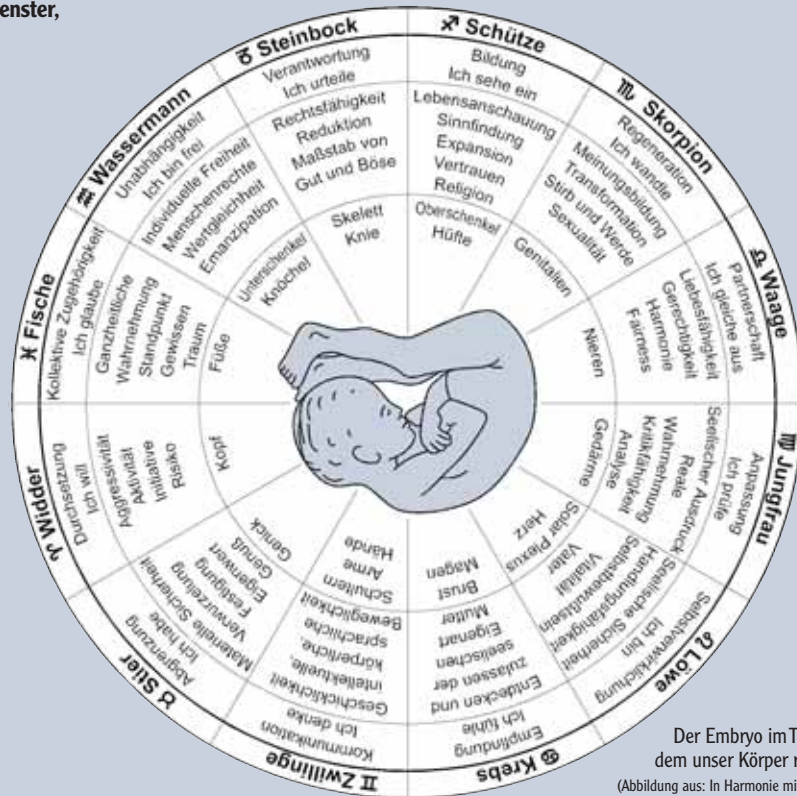 enster,
♑ Steinbock
Verantwortung
Ich urteile
Rechtsfähigkeit
Reduktion
Maßstab von
Gut und Böse
Skelett
Knie
♐ Schütze
Bildung
Ich sehe ein
Lebensanschauung
Sinnfindung
Expansion
Vertrauen
Religion
Oberschenkel
Hüfte
♏ Skorpion
Regeneration
Ich wandle
Meinungsbildung
Transformation
Stirb und Werde
Sexualität
Genitalien
♎ Waage
Partnerschaft
Ich gleiche aus
Liebesfähigkeit
Gerechtigkeit
Harmonie
Fairness
Nieren
♍ Jungfrau
Anpassung
Ich prüfe
Seelischer Ausdruck
Reale
Wahrnehmung
Kritikfähigkeit
Analyse
Gedärme
♌ Löwe
Selbstverwirklichung
Ich bin
Seelische Sicherheit
Handlungsfähigkeit
Selbstbewußtsein
Vitalität
Vater
Solar Plexus
Herz
♋ Krebs
Empfindung
Ich fühle
Entdecken und
zulassen der
seelischen
Eigenart
Mutter
Brust
Magen
♊ Zwillinge
Kommunikation
Ich denke
Geschicklichkeit
intellektuelle,
körperliche,
sprachliche
Beweglichkeit
Schultern
Arme
Hände
♉ Stier
Abgrenzung
Ich habe
Materielle Sicherheit
Verwurzelung
Festigung
Eigenwert
Genuß
Genick
♈ Widder
Durchsetzung
Ich will
Aggressivität
Aktivität
Initiative
Risiko
Kopf
♓ Fische
Kollektive Zugehörigkeit
Ich glaube
Ganzheitliche
Wahrnehmung
Standpunkt
Gewissen
Traum
Füße
♒ Wassermann
Unabhängigkeit
Ich bin frei
Individuelle Freiheit
Menschenrechte
Wertgleichheit
Emanzipation
Unterschenkel
Knöchel
Der Embryo im T
dem unser Körper r
(Abbildung aus: In Harmonie mi